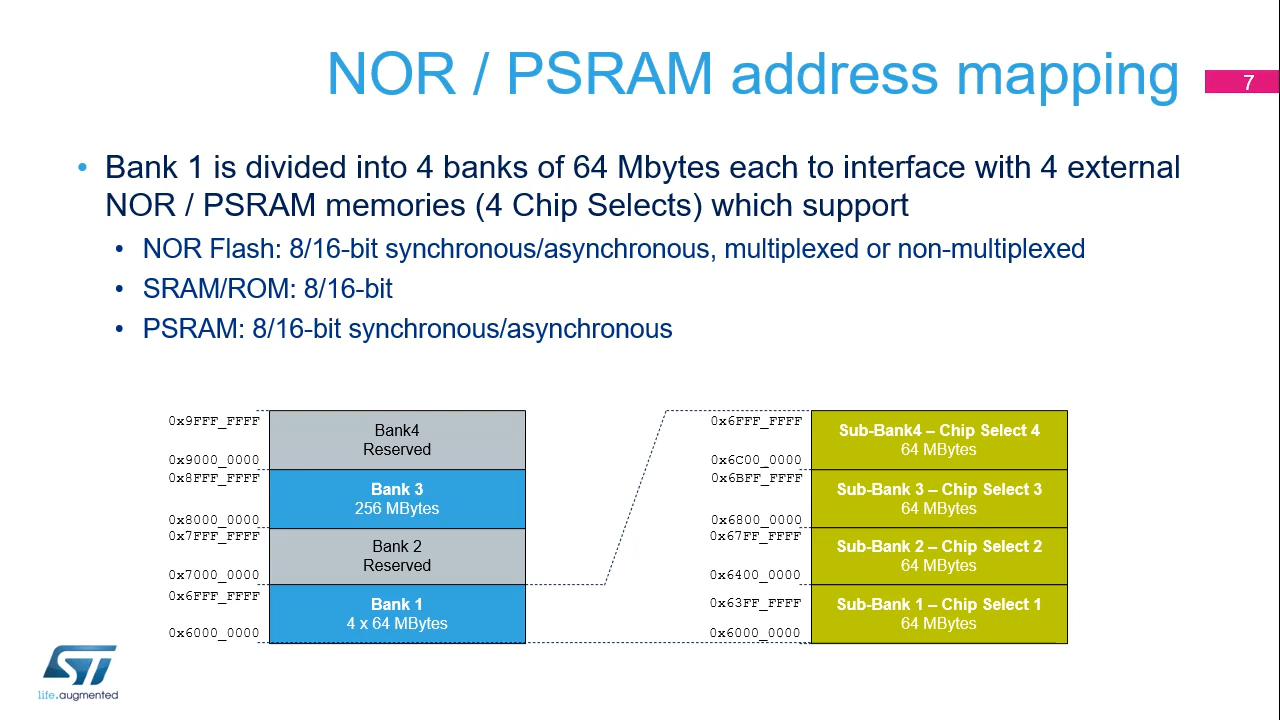 NOR / PSRAM address mapping
7
• Bank 1 is divided into 4 banks of 64 Mbytes each to interface with 4 external
NOR / PSRAM memories (4 Chip Selects) which support
• NOR Flash: 8/16-bit synchronous/asynchronous, multiplexed or non-multiplexed
• SRAM/ROM: 8/16-bit
• PSRAM: 8/16-bit synchronous/asynchronous
0x9FFF_FFFF
Bank4
Reserved
0x9000_0000
0x8FFF_FFFF
Bank 3
256 MBytes
0x8000_0000
0x7FFF_FFFF
Bank 2
Reserved
0x7000_0000
0x6FFF_FFFF
Bank 1
4 x 64 MBytes
0x6000_0000
0x6FFF_FFFF
Sub-Bank4 – Chip Select 4
64 MBytes
0x6C00_0000
0x6BFF_FFFF
Sub-Bank 3 – Chip Select 3
64 MBytes
0x6800_0000
0x67FF_FFFF
Sub-Bank 2 – Chip Select 2
64 MBytes
0x6400_0000
0x63FF_FFFF
Sub-Bank 1 – Chip Select 1
64 MBytes
0x6000_0000
ST
life.augmented